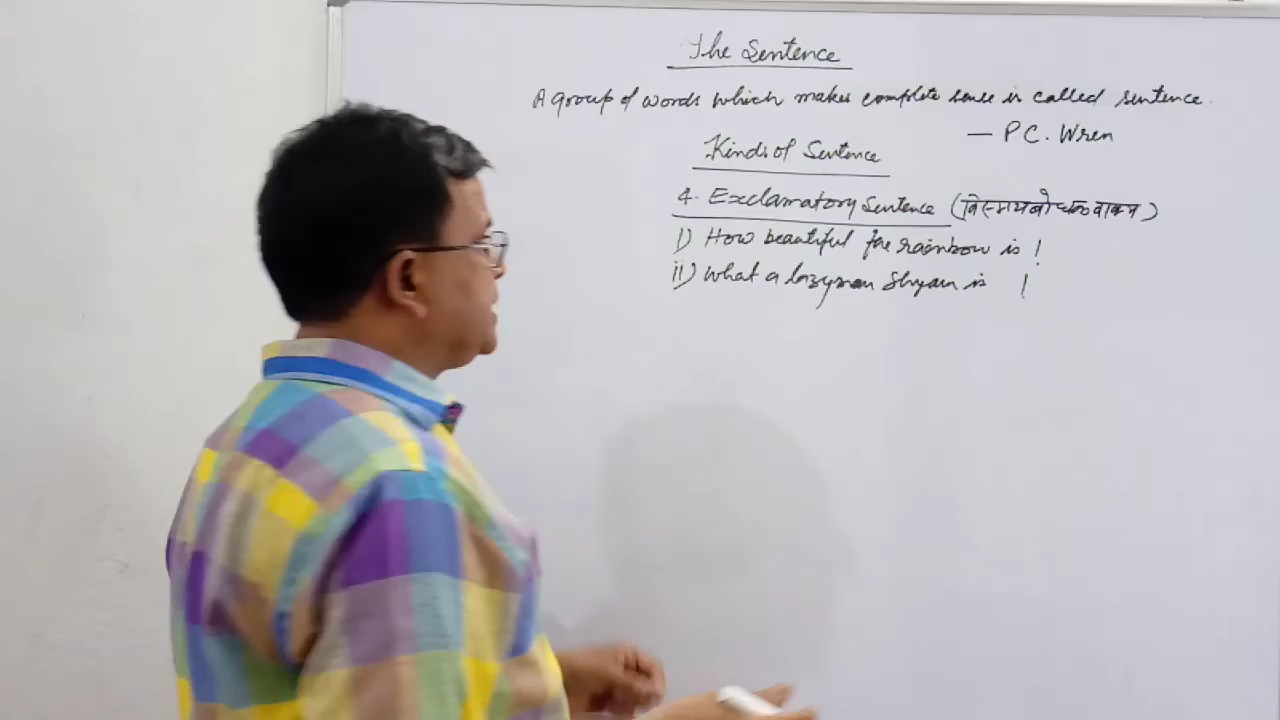 The Sentence
A group of words which makes complete sense is called sentence.
— P.C. Wren
Kinds of Sentence
4. Exclamatory Sentence (विस्मयबोधक वाक्य)
i) How beautiful the rainbow is !
ii) What a lazy man Shyam is !